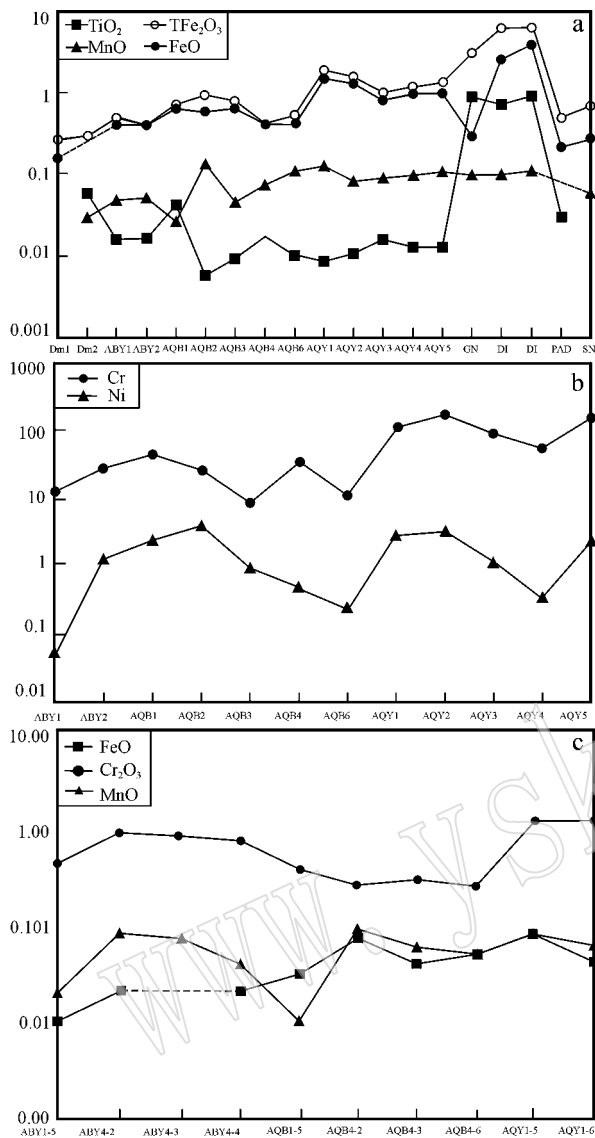 TiO₂ TFe₂O₃
MnO FeO
a
10
1
0.1
0.01
0.001
Dm1 Dm2 ABY1 ABY2 AQB1 AQB2 AQB3 AQB4 AQB6 AQY1 AQY2 AQY3 AQY4 AQY5 GN DI DI PAD SN
Cr
Ni
b
1000
100
10
1
0.1
0.01
ABY1 ABY2 AQB1 AQB2 AQB3 AQB4 AQB6 AQY1 AQY2 AQY3 AQY4 AQY5
FeO
Cr₂O₃
MnO
c
10.00
1.00
0.101
0.01
0.00
ABY1-5 ABY4-2 ABY4-3 ABY4-4 AQB1-5 AQB4-2 AQB4-3 AQB4-6 AQY1-5 AQY1-6
www.ysk